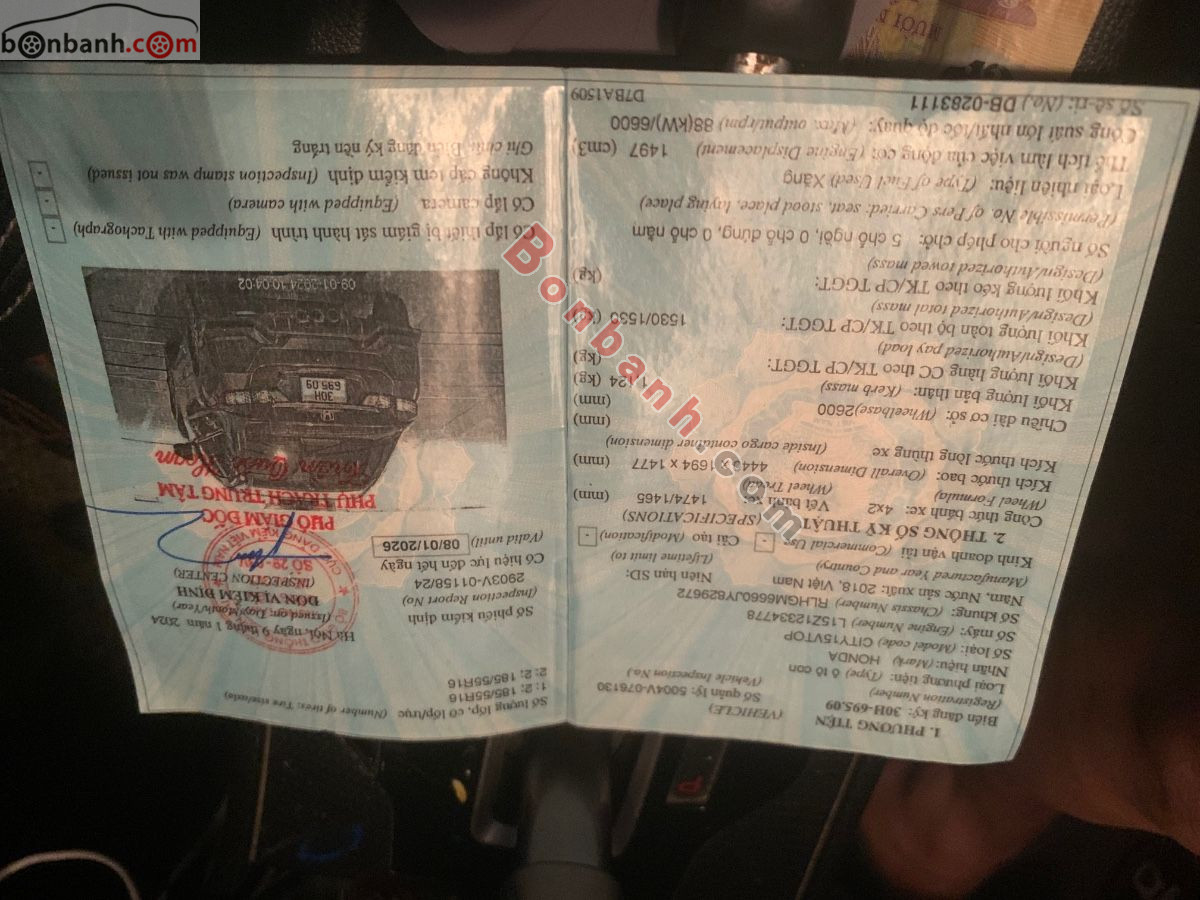 bonbanh.com
Bonbanh.com
MƯỜI
1. PHƯƠNG TIỆN (VEHICLE)
Biển đăng ký: 30H-695.09 Số quản lý: 5004V-076130
(Registration Number) (Vehicle Inspection No.)
Loại phương tiện: (Type) ô tô con
Nhãn hiệu: (Mark) HONDA
Số loại: (Model code) CITY15VTOP
Số máy: (Engine Number) L15Z12334778
Số khung: (Chassis Number) RLHGM6660JY829672
Năm, Nước sản xuất: 2018, Việt Nam Niên hạn SD:
(Manufactured Year and Country) (Lifetime limit to)
Kinh doanh vận tải (Commercial Use) - Cải tạo (Modification) -
2. THÔNG SỐ KỸ THUẬT (SPECIFICATIONS)
Công thức bánh xe: 2x2 Vết bánh xe: 1474/1465 (mm)
(Wheel Formula) (Wheel Tread)
Kích thước bao: (Overall Dimension) 4440 x 1694 x 1477 (mm)
Kích thước lòng thùng xe (Inside cargo container dimension)
(mm)
Chiều dài cơ sở: (Wheelbase) 2600 (mm)
Khối lượng bản thân: (Kerb mass) 1124 (kg)
Khối lượng hàng CC theo TK/CP TGGT: (kg)
(Design/Authorized pay load)
Khối lượng toàn bộ theo TK/CP TGGT: 1530/1530 (kg)
(Design/Authorized total mass)
Khối lượng kéo theo TK/CP TGGT: (kg)
(Design/Authorized towed mass)
Số người cho phép chở: 5 chỗ ngồi, 0 chỗ đứng, 0 chỗ nằm
(Permissible No. of Pers Carried: seat, stood place, laying place)
Loại nhiên liệu: (Type of Fuel Used) Xăng
Thể tích làm việc của động cơ: (Engine Displacement) 1497 (cm3)
Công suất lớn nhất/tốc độ quay: (Max. output/rpm) 88(kW)/6600
Số sê-ri: (No.) DB-0283111 D7BA1509
Số lượng lốp, cỡ lốp/trục (Number of tires; Tire size/axle)
1: 2; 185/55R16
2: 2; 185/55R16
Số phiếu kiểm định
(Inspection Report No)
2903V-01158/24
Có hiệu lực đến hết ngày
(Valid until) 08/01/2026
Hà Nội, ngày 9 tháng 1 năm 2024
(Issued on: Day/Month/Year)
ĐƠN VỊ KIỂM ĐỊNH
(INSPECTION CENTER)
PHÓ GIÁM ĐỐC
PHỤ TRÁCH TRUNG TÂM
30H
695.09
09-01-2024 10:04:02
Có lắp thiết bị giám sát hành trình (Equipped with Tachograph) -
Có lắp camera (Equipped with camera) -
Không cấp tem kiểm định (Inspection stamp was not issued) -
Ghi chú: Biển đăng ký nền trắng